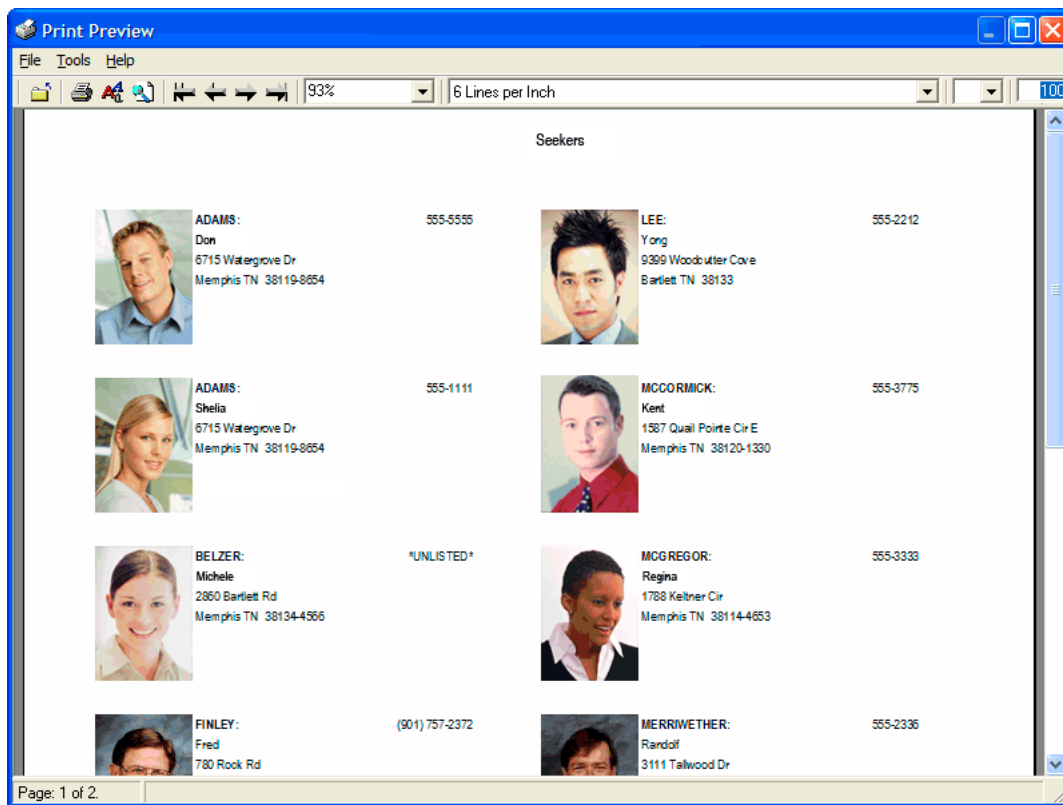 Print Preview
File Tools Help
93%
6 Lines per Inch
100
Seekers
ADAMS: 555-5555
Don
6715 Watergrove Dr
Memphis TN 38119-8654
LEE: 555-2212
Yong
9399 Woodcutter Cove
Bartlett TN 38133
ADAMS: 555-1111
Shelia
6715 Watergrove Dr
Memphis TN 38119-8654
MCCORMICK: 555-3775
Kent
1587 Quail Pointe Cir E
Memphis TN 38120-1330
BELZER: *UNLISTED*
Michele
2860 Bartlett Rd
Memphis TN 38134-4566
MCGREGOR: 555-3333
Regina
1788 Keltner Cir
Memphis TN 38114-4653
FINLEY: (901) 757-2372
Fred
780 Rock Rd
MERRIWETHER: 555-2336
Randolf
3111 Tallwood Dr
Page: 1 of 2.